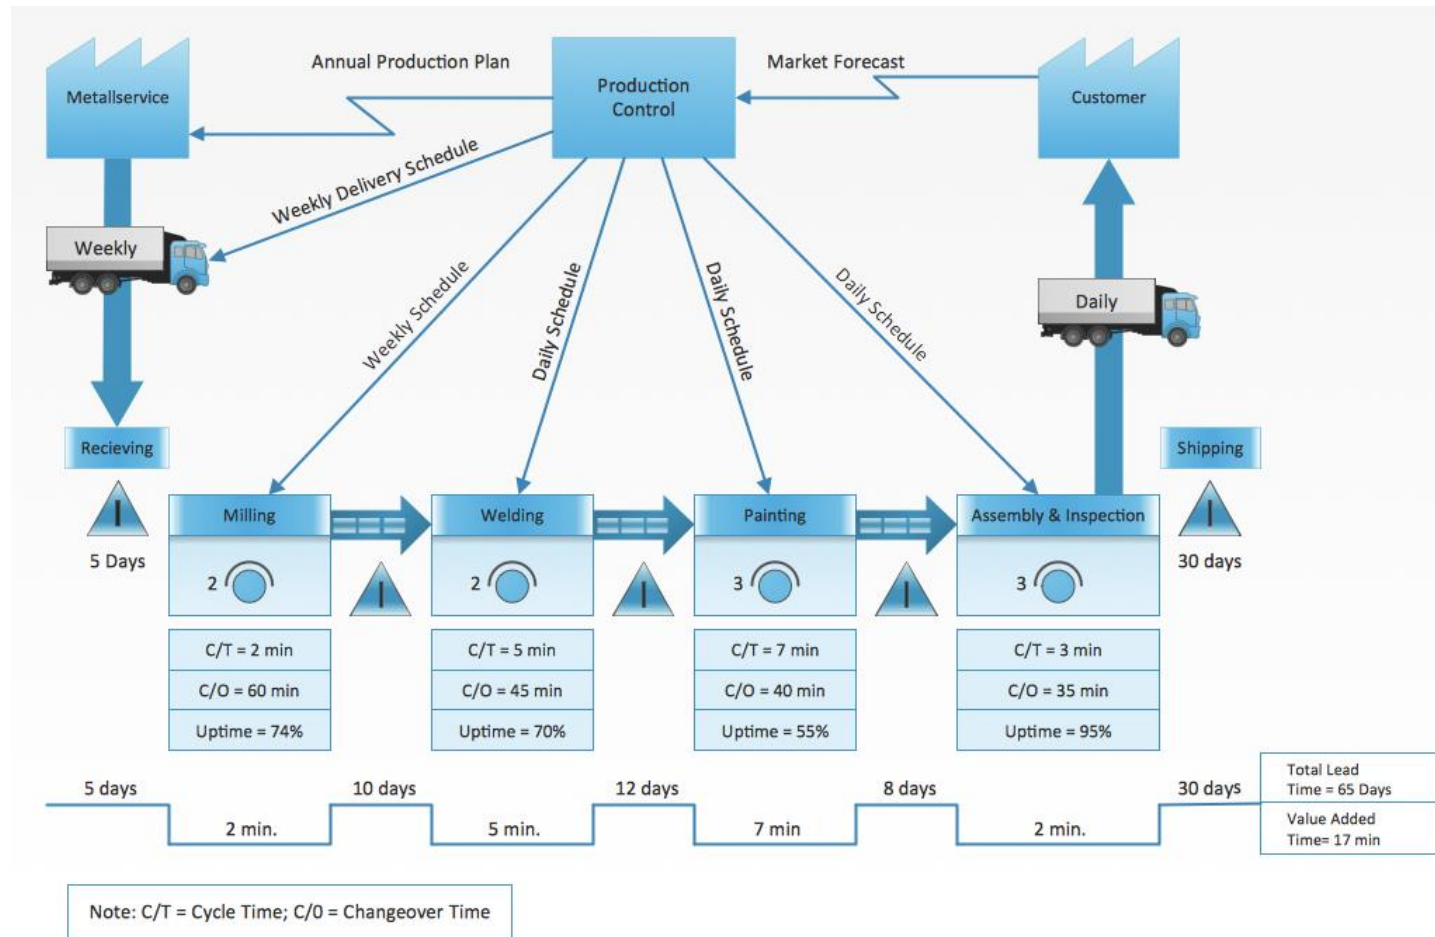 Annual Production Plan
Market Forecast
Metallservice
Production
Control
Customer
Weekly Delivery Schedule
Weekly
Weekly Schedule
Daily Schedule
Daily Schedule
Daily Schedule
Daily
Recieving
Shipping
5 Days
30 days
Milling
Welding
Painting
Assembly & Inspection
2
2
3
3
C/T = 2 min
C/T = 5 min
C/T = 7 min
C/T = 3 min
C/O = 60 min
C/O = 45 min
C/O = 40 min
C/O = 35 min
Uptime = 74%
Uptime = 70%
Uptime = 55%
Uptime = 95%
5 days
10 days
12 days
8 days
30 days
2 min.
5 min.
7 min
2 min.
Total Lead
Time = 65 Days
Value Added
Time= 17 min
Note: C/T = Cycle Time; C/0 = Changeover Time